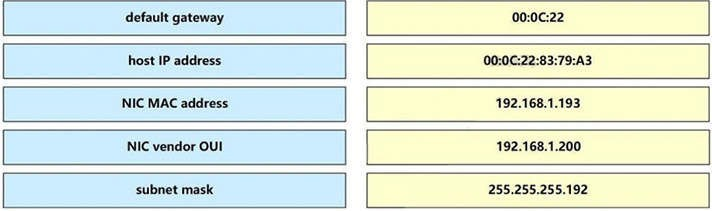 default gateway
00:0C:22
host IP address
00:0C:22:83:79:A3
NIC MAC address
192.168.1.193
NIC vendor OUI
192.168.1.200
subnet mask
255.255.255.192